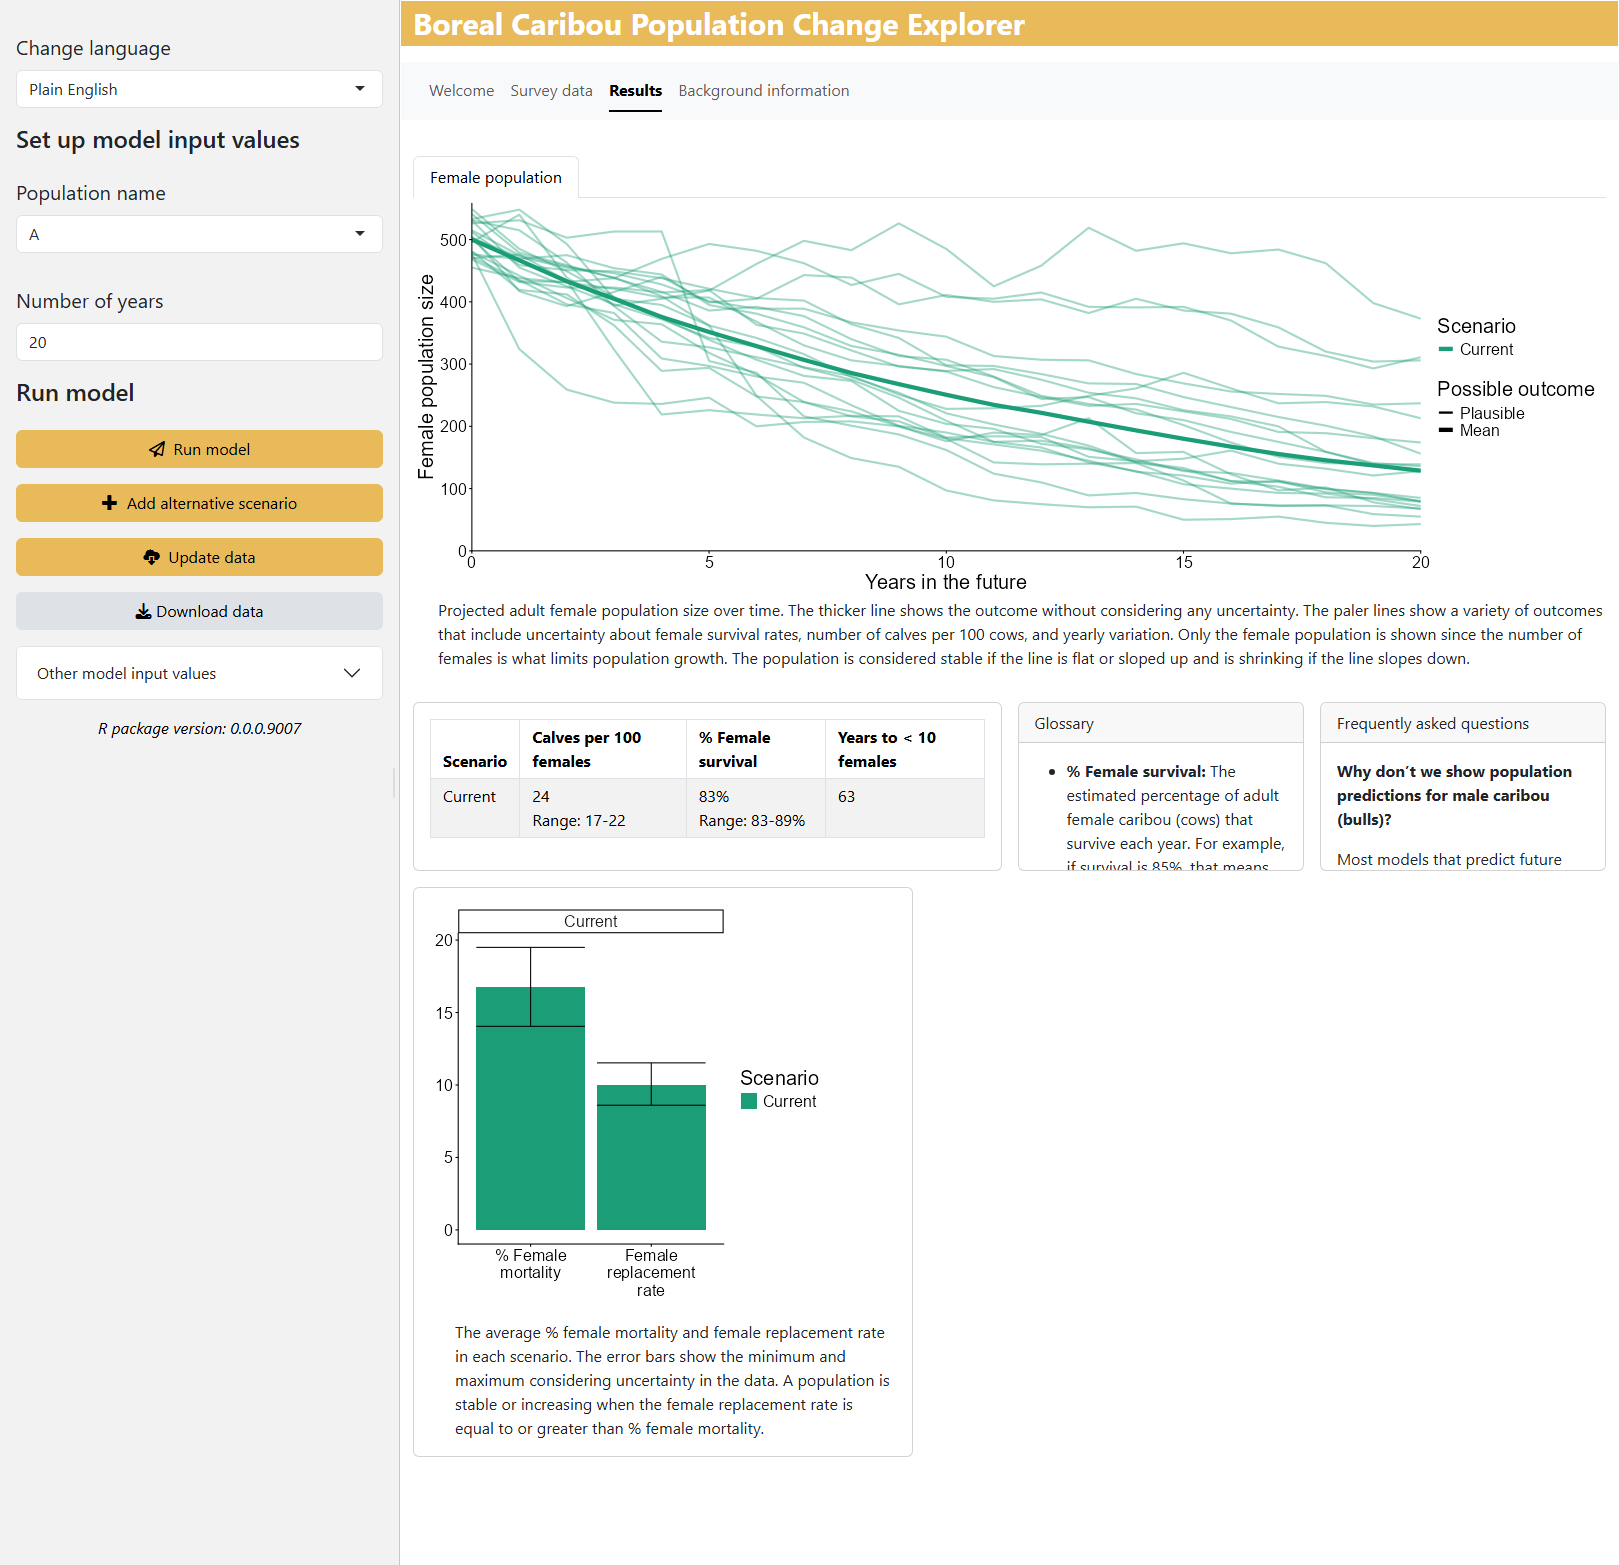 Change language
Plain English
Set up model input values
Population name
A
Number of years
20
Run model
Run model
Add alternative scenario
Update data
Download data
Other model input values
R package version: 0.0.0.9007
Boreal Caribou Population Change Explorer
Welcome Survey data Results Background information
Female population
Female population size
500
400
300
200
100
0
0 5 10 15 20
Years in the future
Scenario
Current
Possible outcome
Plausible
Mean
Projected adult female population size over time. The thicker line shows the outcome without considering any uncertainty. The paler lines show a variety of outcomes
that include uncertainty about female survival rates, number of calves per 100 cows, and yearly variation. Only the female population is shown since the number of
females is what limits population growth. The population is considered stable if the line is flat or sloped up and is shrinking if the line slopes down.
Scenario Calves per 100 females % Female survival Years to < 10 females
Current 24 83% 63
Range: 17-22 Range: 83-89%
Glossary
% Female survival: The
estimated percentage of adult
female caribou (cows) that
survive each year. For example,
if survival is 85%, that means
Frequently asked questions
Why don't we show population
predictions for male caribou
(bulls)?
Most models that predict future
Current
20
15
10
5
0
% Female
mortality
Female
replacement
rate
Scenario
Current
The average % female mortality and female replacement rate
in each scenario. The error bars show the minimum and
maximum considering uncertainty in the data. A population is
stable or increasing when the female replacement rate is
equal to or greater than % female mortality.